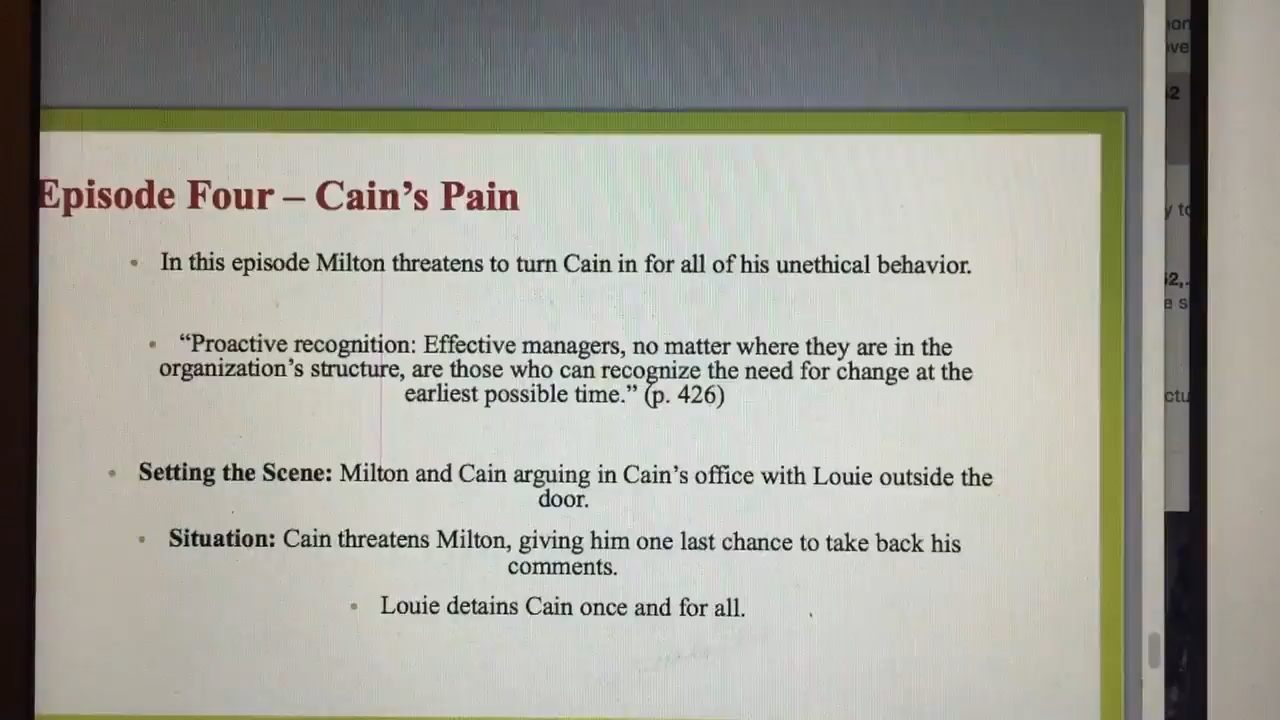 Episode Four – Cain's Pain
• In this episode Milton threatens to turn Cain in for all of his unethical behavior.
• “Proactive recognition: Effective managers, no matter where they are in the
organization’s structure, are those who can recognize the need for change at the
earliest possible time.” (p. 426)
• Setting the Scene: Milton and Cain arguing in Cain’s office with Louie outside the
door.
• Situation: Cain threatens Milton, giving him one last chance to take back his
comments.
• Louie detains Cain once and for all.